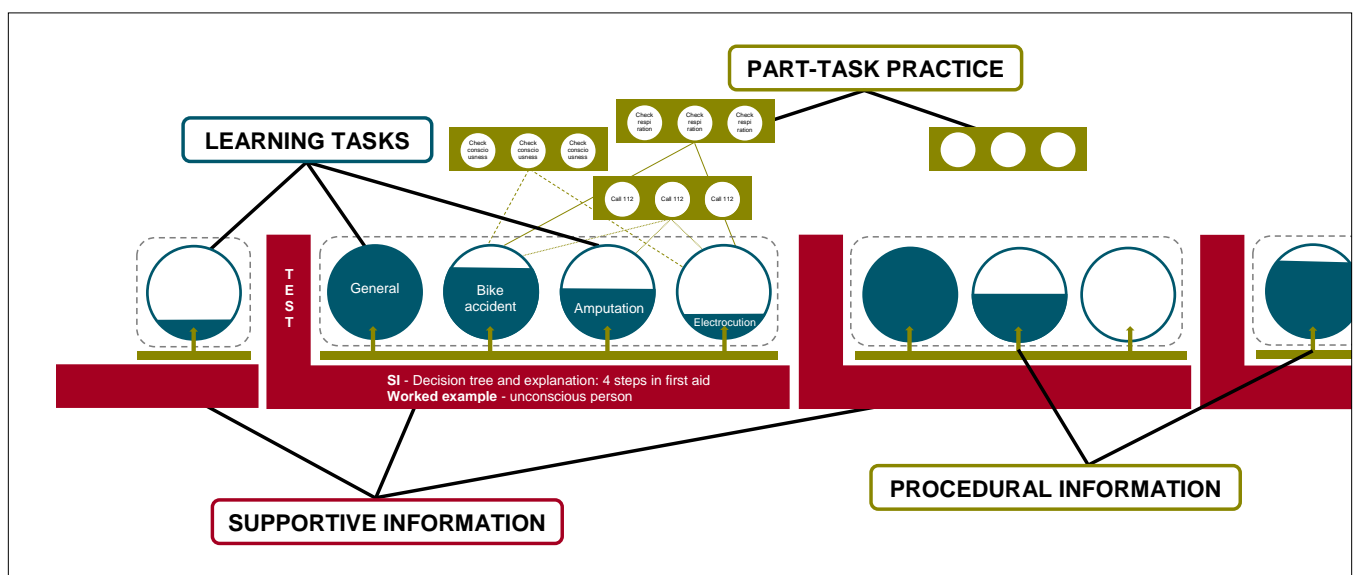 PART-TASK PRACTICE
LEARNING TASKS
Check
respi
ration
Check
respi
ration
Check
respi
ration
Check
conscio
usness
Check
conscio
usness
Check
conscio
usness
Call 112
Call 112
Call 112
T
E
S
T
General
Bike
accident
Amputation
Electrocution
SI - Decision tree and explanation: 4 steps in first aid
Worked example - unconscious person
PROCEDURAL INFORMATION
SUPPORTIVE INFORMATION